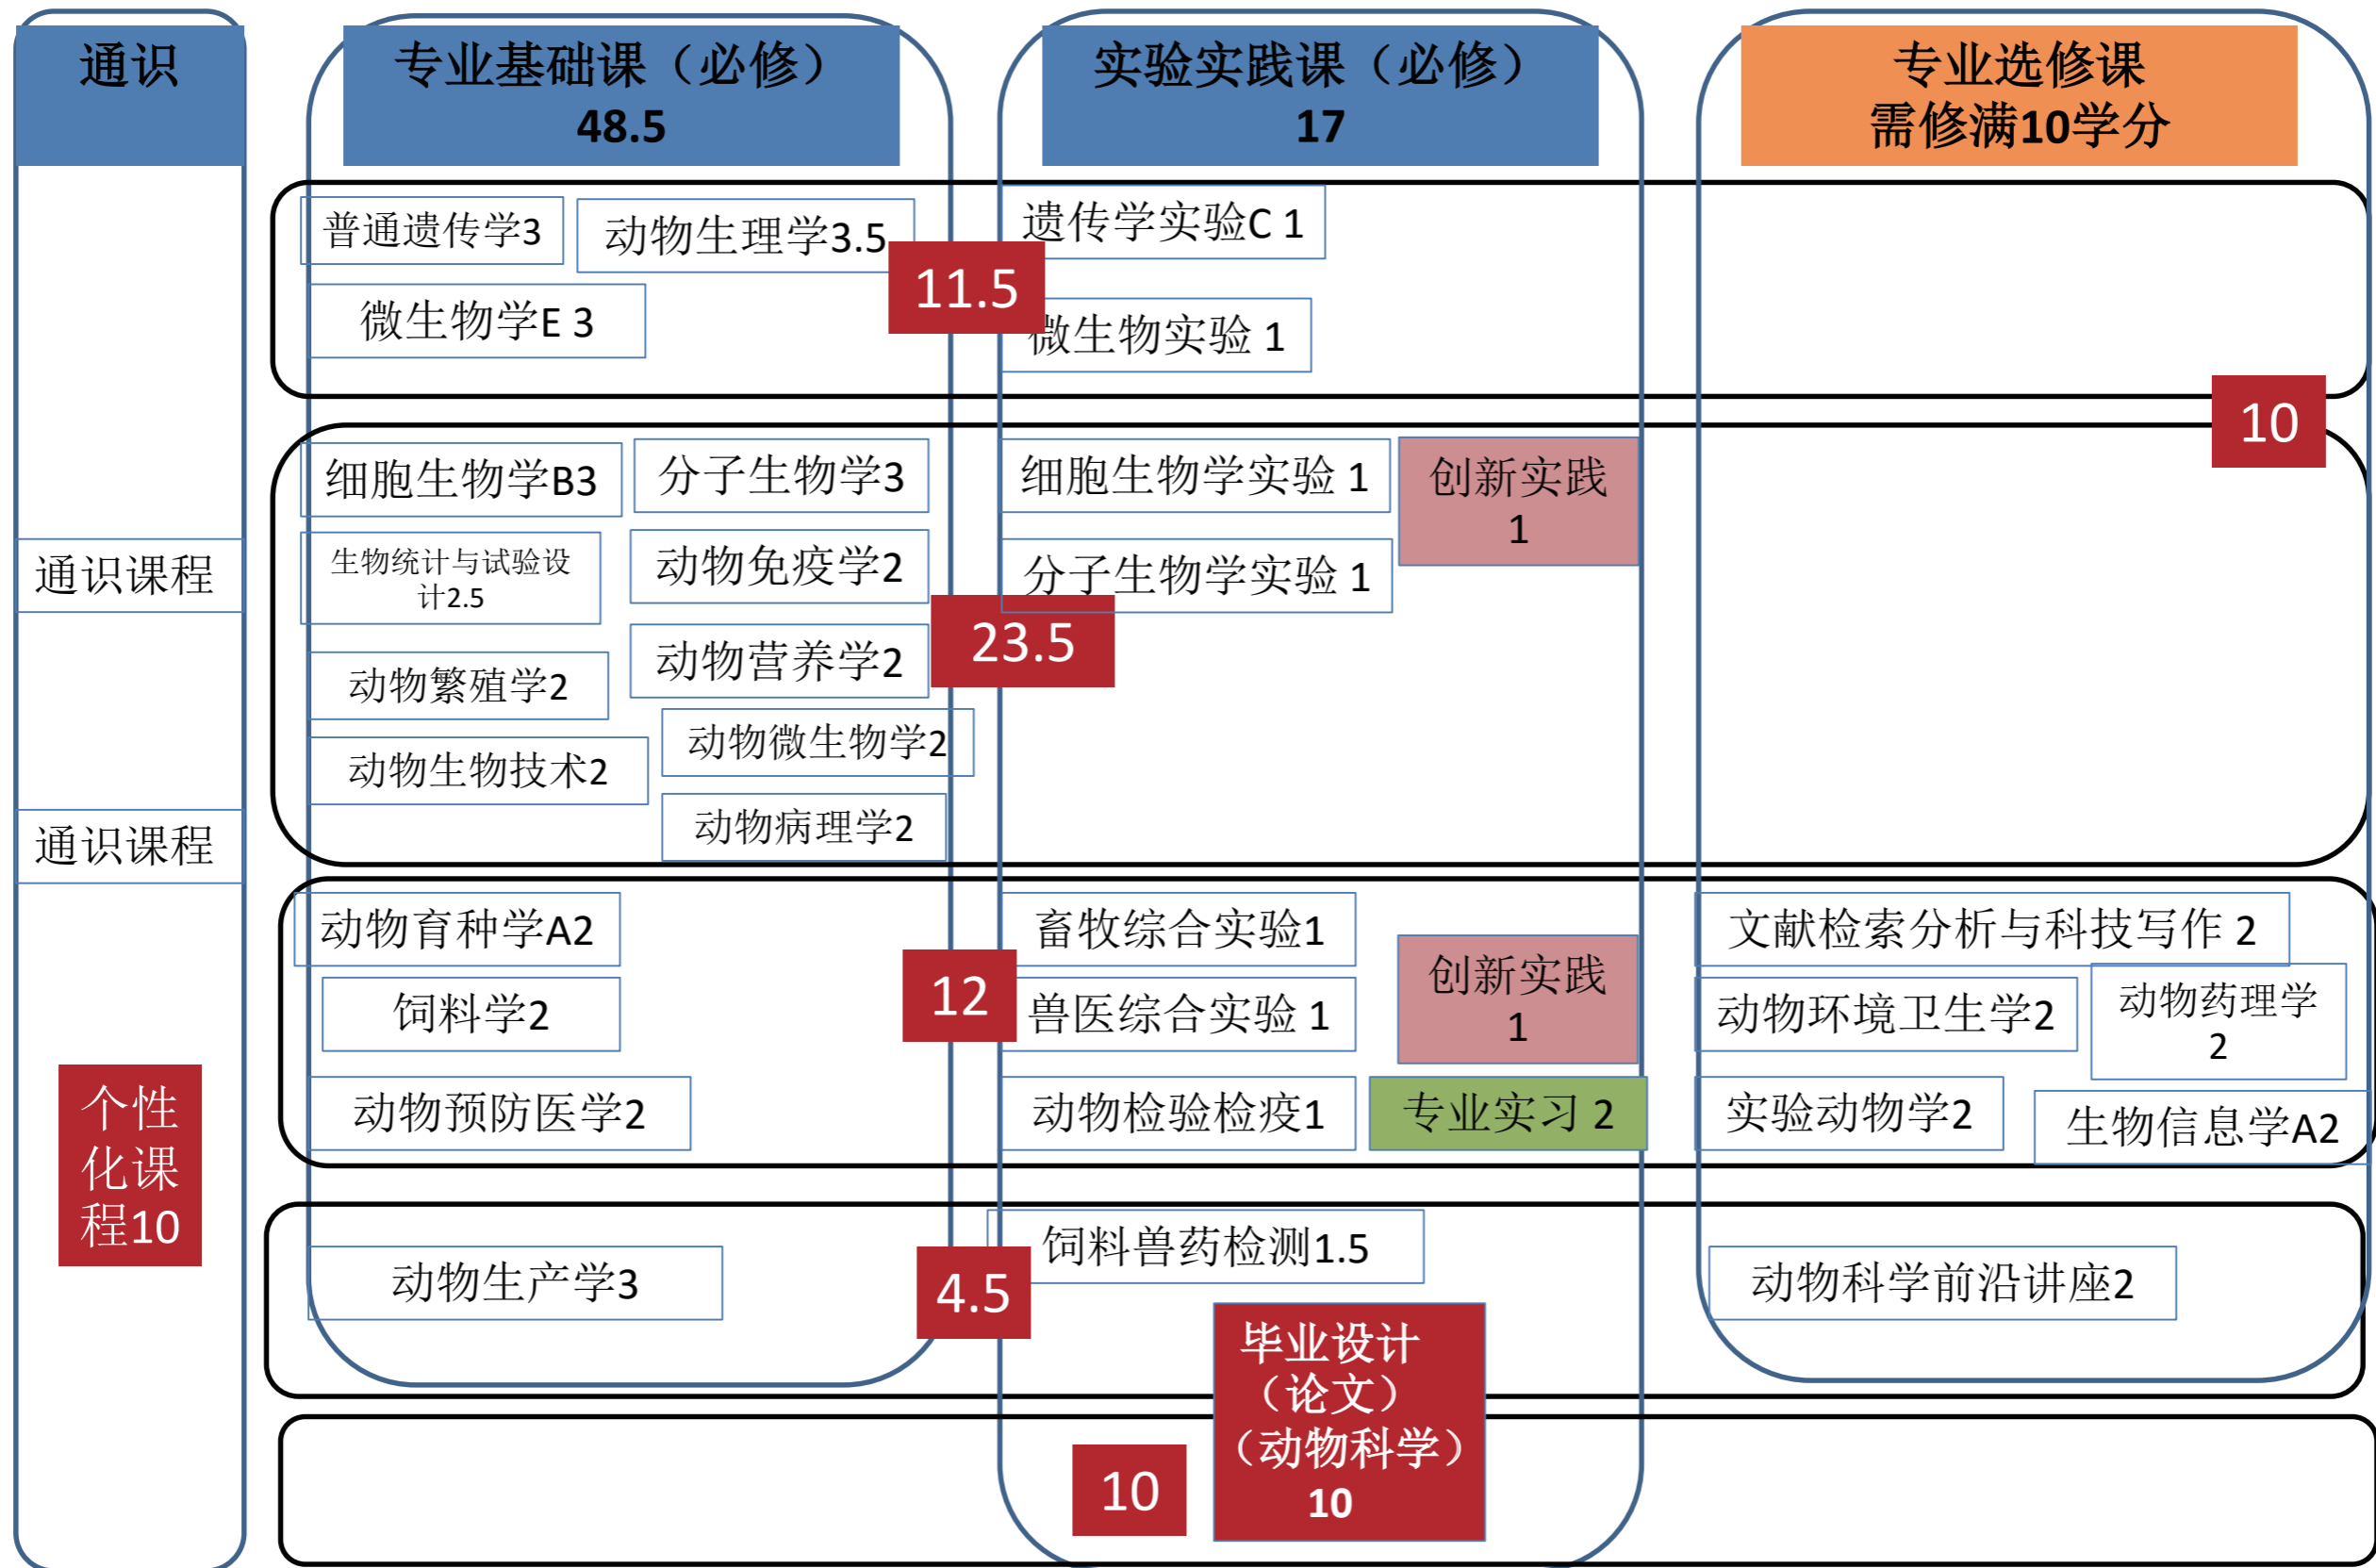 通识
专业基础课（必修）
48.5
实验实践课（必修）
17
专业选修课
需修满10学分
普通遗传学3
动物生理学3.5
微生物学E 3
11.5
遗传学实验C 1
微生物实验 1
10
细胞生物学B3
分子生物学3
生物统计与试验设
计2.5
动物免疫学2
动物繁殖学2
动物营养学2
动物生物技术2
动物微生物学2
动物病理学2
23.5
细胞生物学实验 1
分子生物学实验 1
创新实践
1
通识课程
通识课程
动物育种学A2
饲料学2
动物预防医学2
12
畜牧综合实验1
兽医综合实验 1
动物检验检疫1
创新实践
1
专业实习 2
文献检索分析与科技写作 2
动物环境卫生学2
动物药理学
2
实验动物学2
生物信息学A2
个性
化课
程10
动物生产学3
4.5
饲料兽药检测1.5
动物科学前沿讲座2
毕业设计
（论文）
（动物科学）
10
10